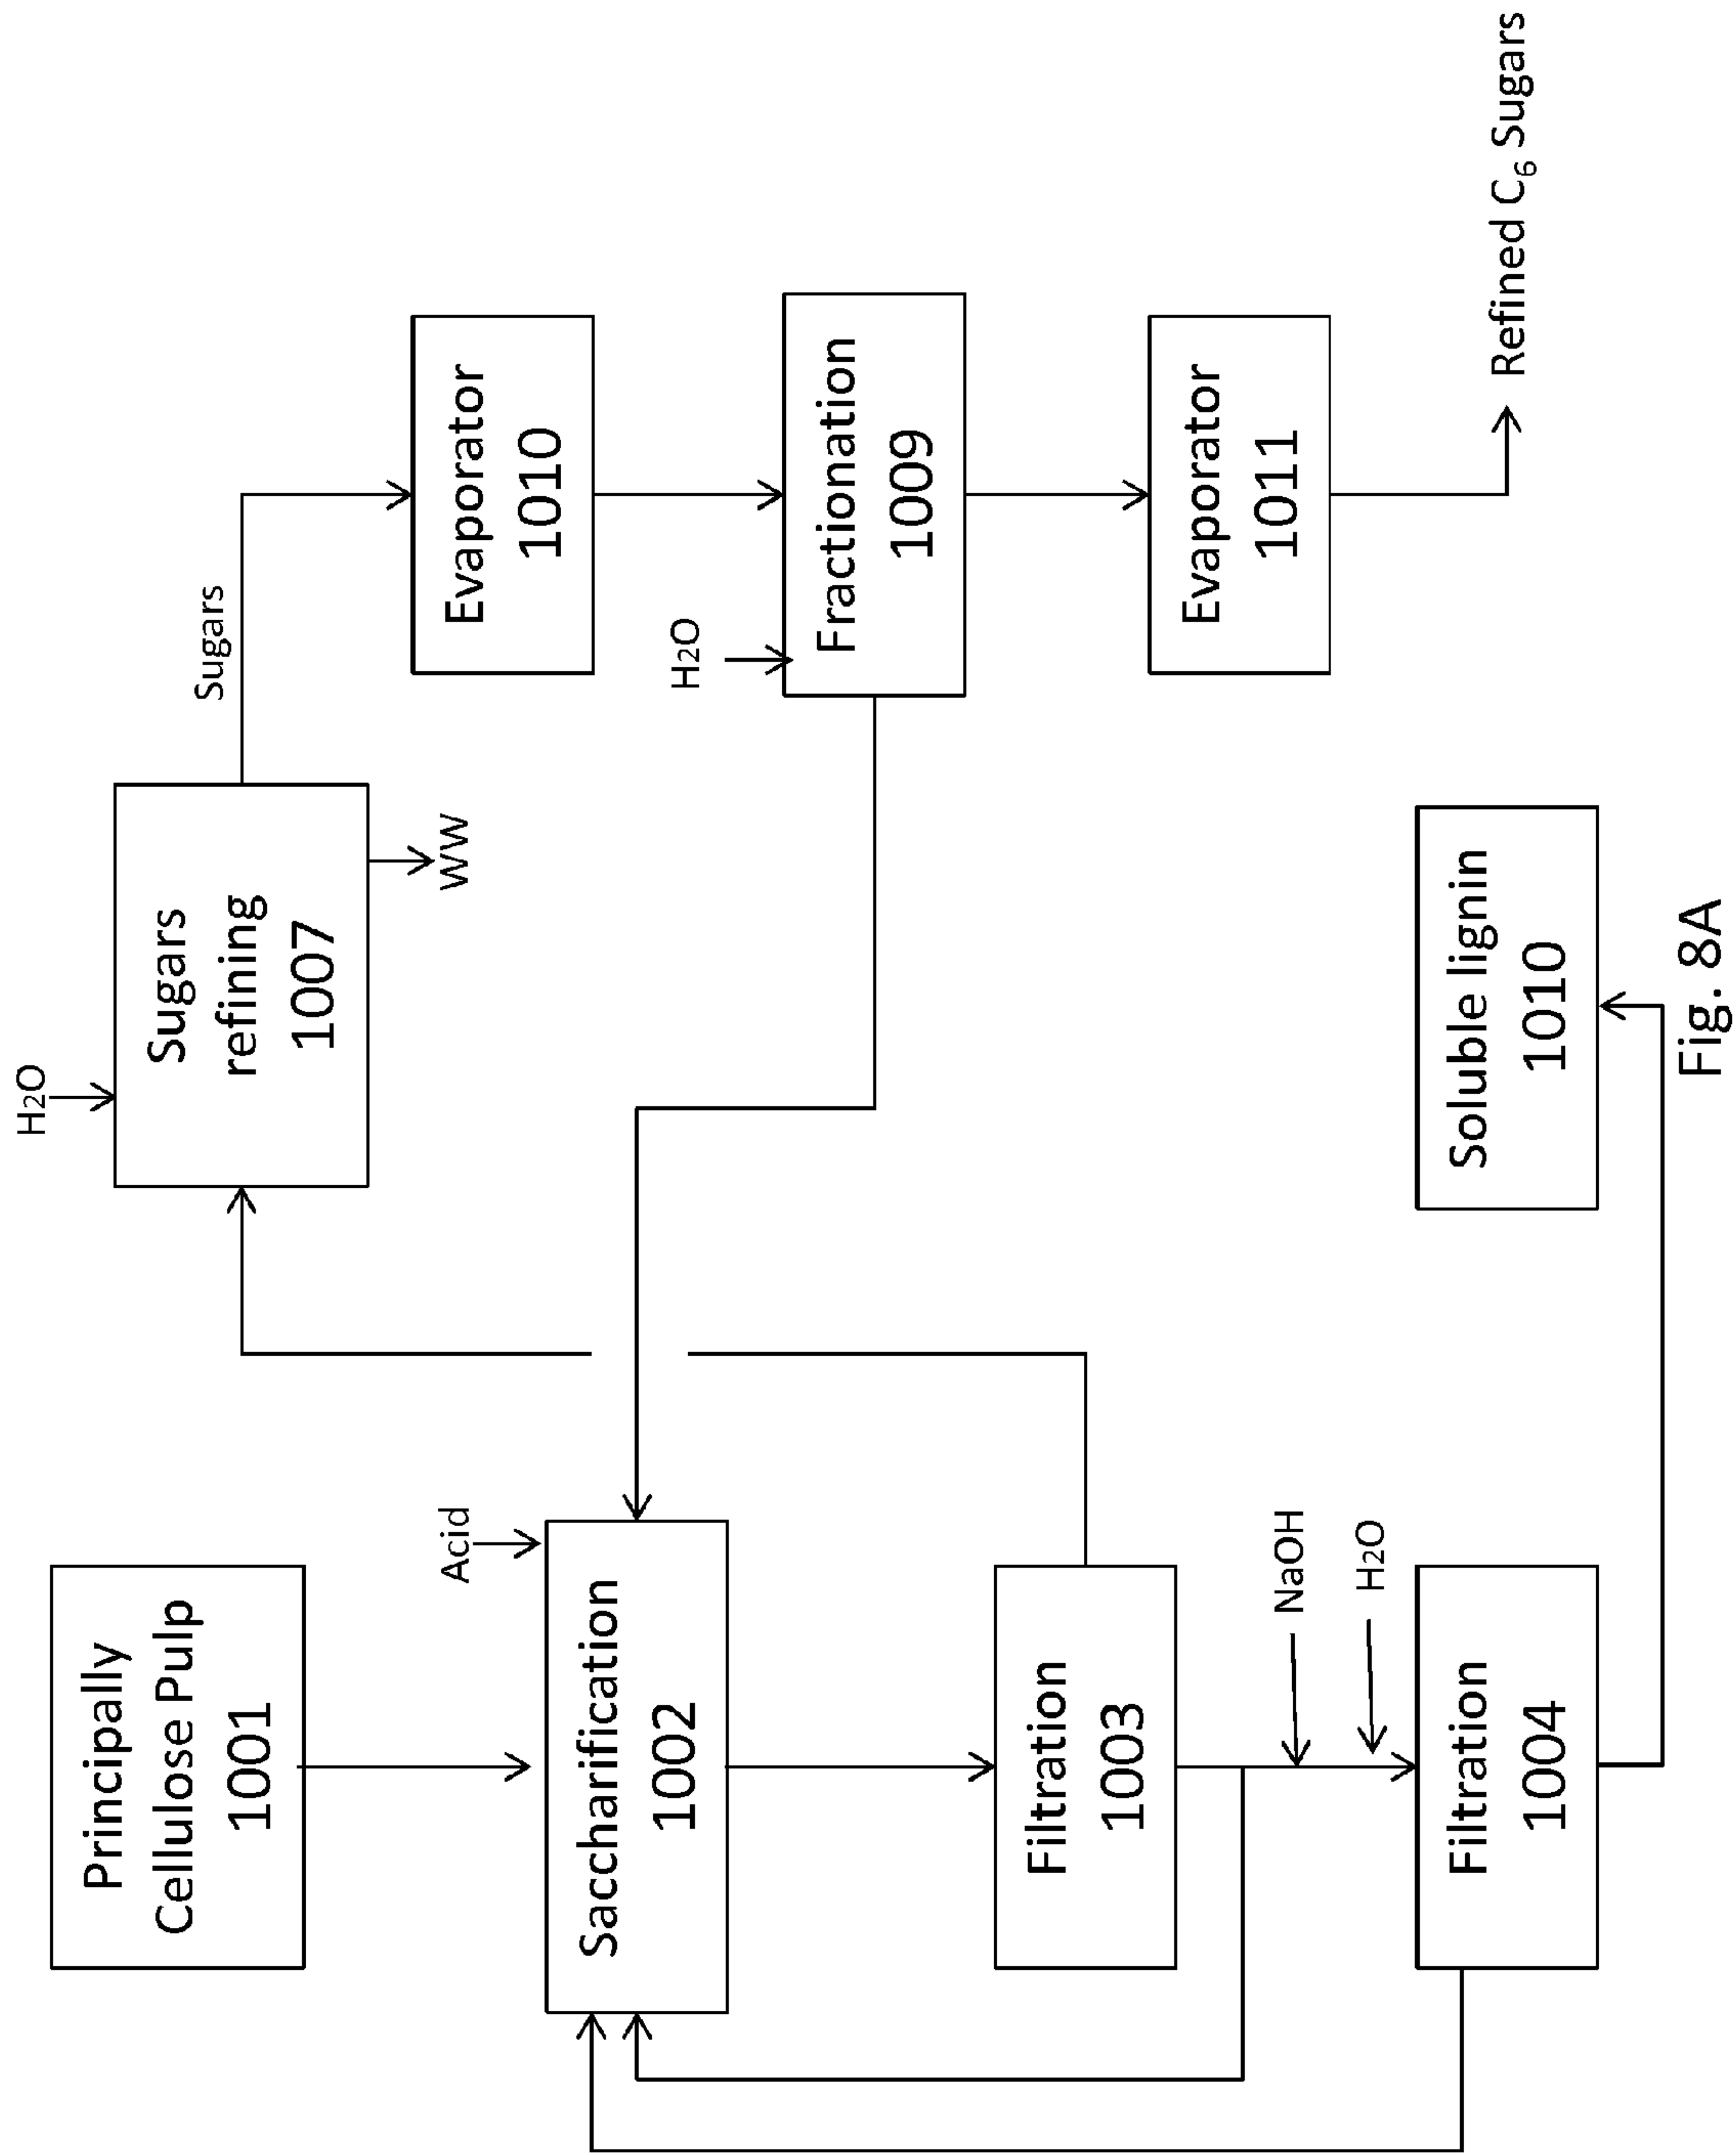 Principally
Cellulose Pulp
1001
Acid
Saccharification
1002
Filtration
1003
NaOH
H2O
Filtration
1004
H2O
Sugars
refining
1007
WW
Sugars
Evaporator
1010
H2O
Fractionation
1009
Evaporator
1011
Refined C6 Sugars
Soluble lignin
1010
Fig. 8A